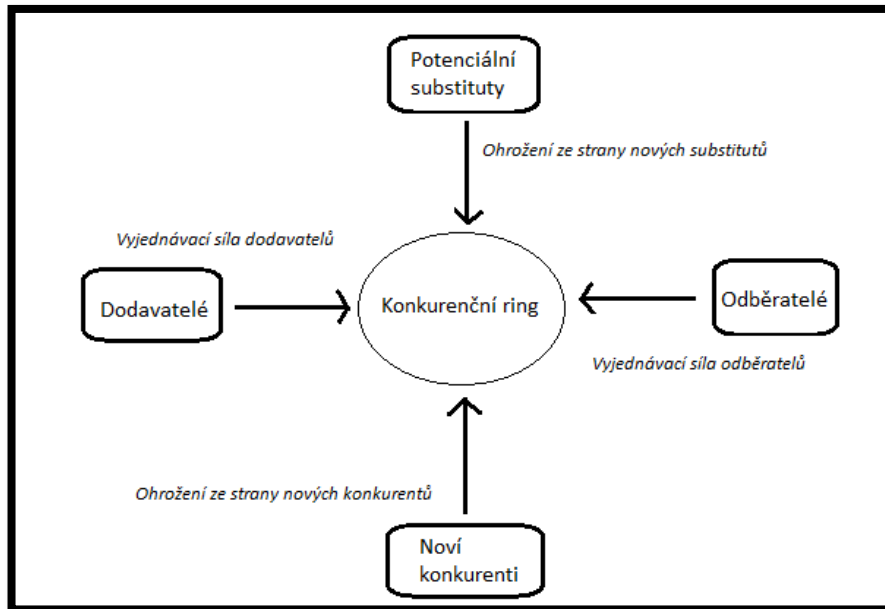 Potenciální
substituty
Ohrožení ze strany nových substitutů
Vyjednávací síla dodavatelů
Dodavatelé
Konkurenční ring
Odběratelé
Vyjednávací síla odběratelů
Ohrožení ze strany nových konkurentů
Noví
konkurenti